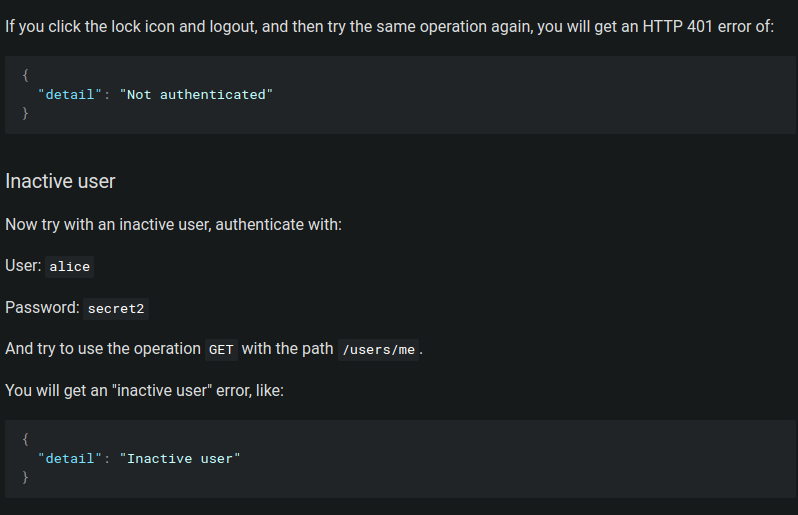 If you click the lock icon and logout, and then try the same operation again, you will get an HTTP 401 error of:
{
  "detail": "Not authenticated"
}
Inactive user
Now try with an inactive user, authenticate with:
User: alice
Password: secret2
And try to use the operation GET with the path /users/me.
You will get an "inactive user" error, like:
{
  "detail": "Inactive user"
}